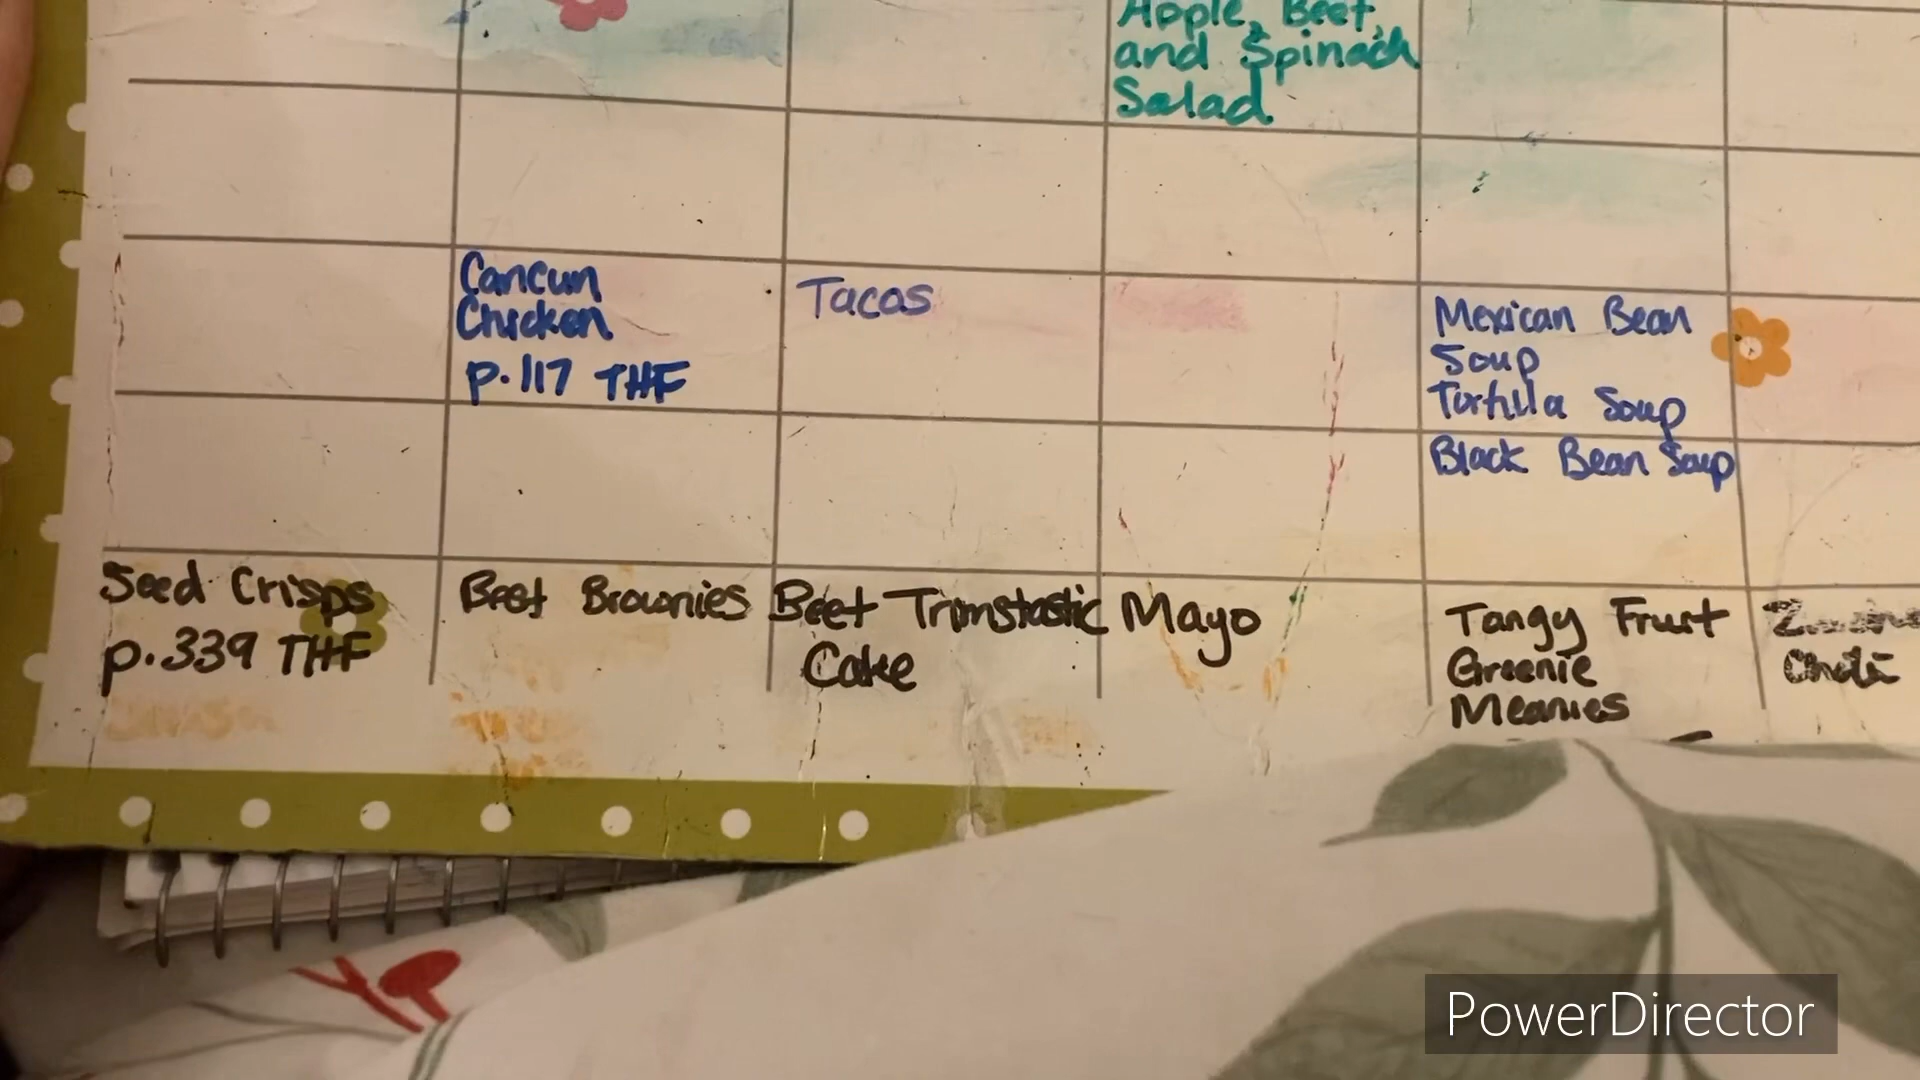 Apple, Beet,
and Spinach
Salad
Cancun
Chicken
p.117 THF
Tacos
Mexican Bean
Soup
Tortilla Soup
Black Bean Soup
Seed Crisps
p.339 THF
Beet Brownies
Beet Trimstastic
Cake
Mayo
Tangy Fruit
Greenie
Meanies
PowerDirector